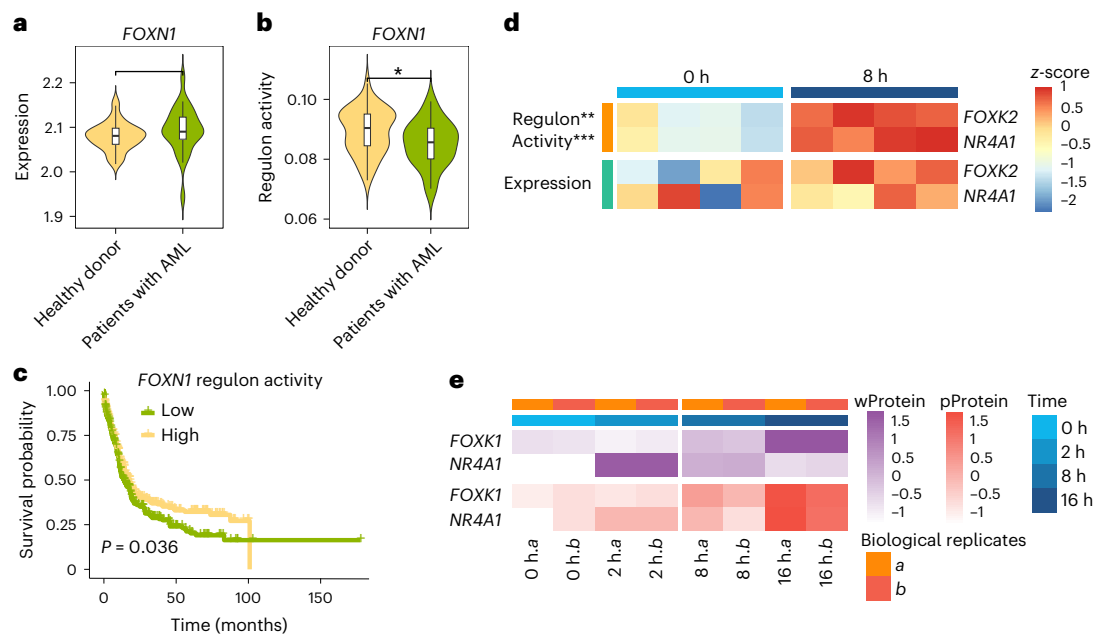 a
FOXN1
Expression
2.2
2.1
2.0
1.9
Healthy donor
Patients with AML
b
FOXN1
*
Regulon activity
0.10
0.08
0.06
Healthy donor
Patients with AML
c
FOXN1 regulon activity
Low
High
Survival probability
1.00
0.75
0.50
0.25
0
P = 0.036
0 50 100 150
Time (months)
d
0 h 8 h
Regulon**
Activity***
Expression
FOXK2
NR4A1
FOXK2
NR4A1
z-score
1
0.5
0
−0.5
−1
−1.5
−2
e
FOXK1
NR4A1
FOXK1
NR4A1
0 h.a 0 h.b 2 h.a 2 h.b 8 h.a 8 h.b 16 h.a 16 h.b
wProtein
1.5
1
0.5
0
−0.5
−1
pProtein
1.5
1
0.5
0
−0.5
−1
Time
0 h
2 h
8 h
16 h
Biological replicates
a
b